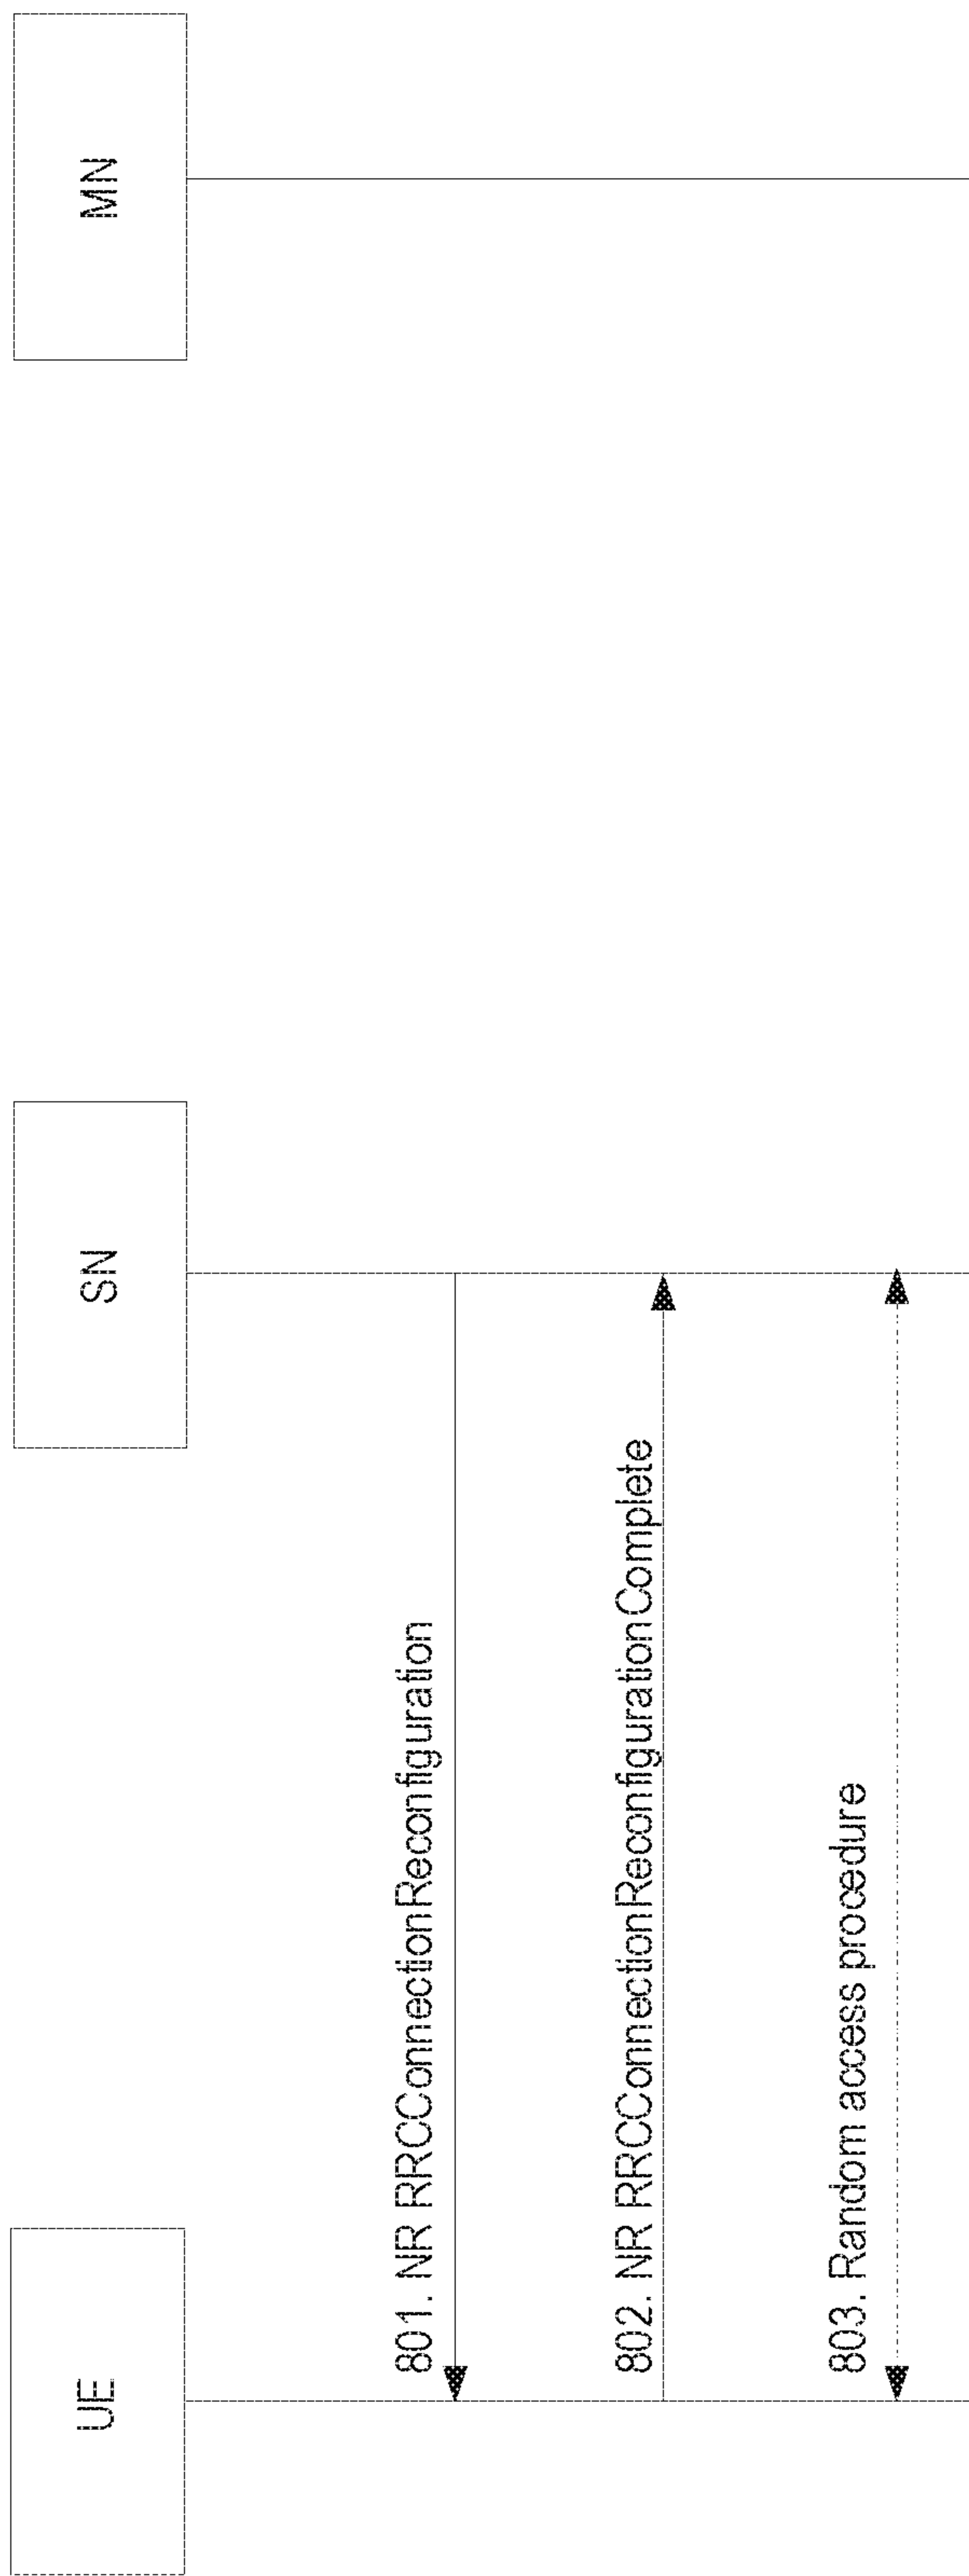 UE
SN
MN
801. NR RRCConnectionReconfiguration
802. NR RRCConnectionReconfigurationComplete
803. Random access procedure